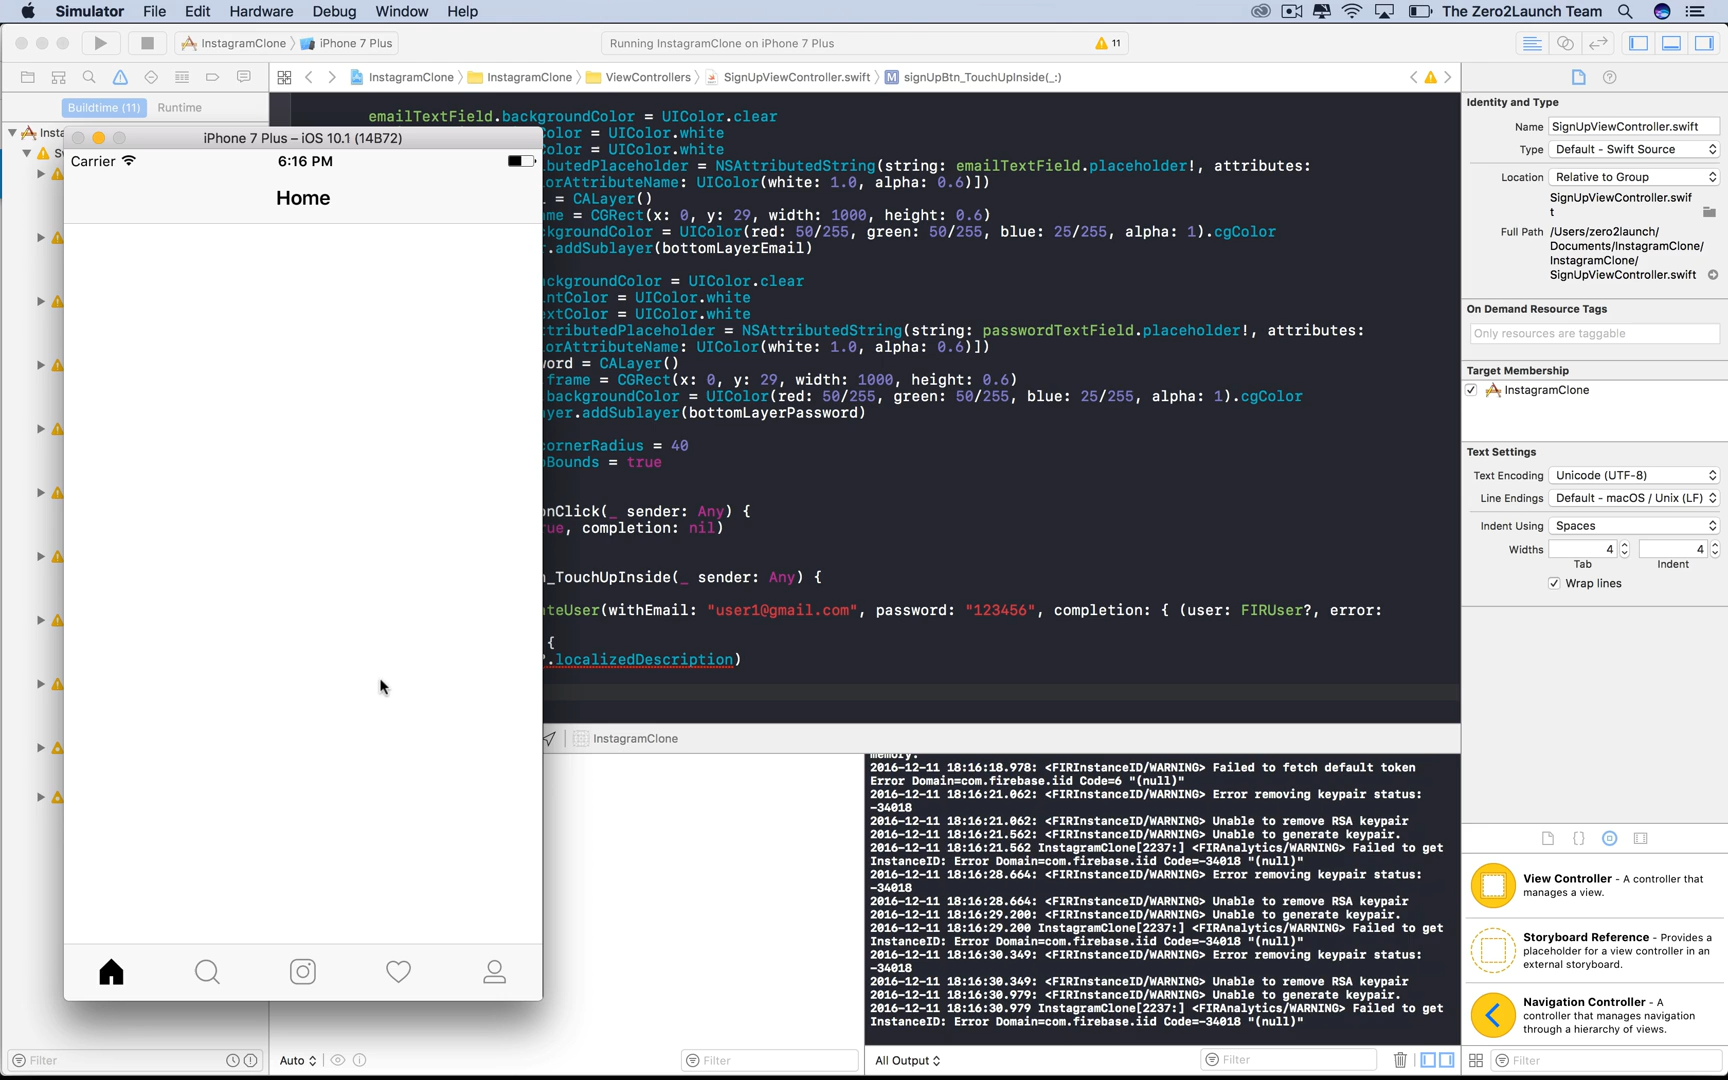 Simulator File Edit Hardware Debug Window Help The Zero2Launch Team
InstagramClone iPhone 7 Plus Running InstagramClone on iPhone 7 Plus 11
InstagramClone InstagramClone ViewControllers SignUpViewController.swift M signUpBtn_TouchUpInside(_:)
Buildtime (11) Runtime
Insta
iPhone 7 Plus – iOS 10.1 (14B72)
Carrier 6:16 PM
Home
emailTextField.backgroundColor = UIColor.clear
Color = UIColor.white
Color = UIColor.white
ibutedPlaceholder = NSAttributedString(string: emailTextField.placeholder!, attributes:
orAttributeName: UIColor(white: 1.0, alpha: 0.6)])
l = CALayer()
me = CGRect(x: 0, y: 29, width: 1000, height: 0.6)
kgroundColor = UIColor(red: 50/255, green: 50/255, blue: 25/255, alpha: 1).cgColor
r.addSublayer(bottomLayerEmail)
ckgroundColor = UIColor.clear
ntColor = UIColor.white
extColor = UIColor.white
ttributedPlaceholder = NSAttributedString(string: passwordTextField.placeholder!, attributes:
orAttributeName: UIColor(white: 1.0, alpha: 0.6)])
word = CALayer()
frame = CGRect(x: 0, y: 29, width: 1000, height: 0.6)
backgroundColor = UIColor(red: 50/255, green: 50/255, blue: 25/255, alpha: 1).cgColor
yer.addSublayer(bottomLayerPassword)
cornerRadius = 40
oBounds = true
onClick(_ sender: Any) {
rue, completion: nil)
n_TouchUpInside(_ sender: Any) {
ateUser(withEmail: "user1@gmail.com", password: "123456", completion: { (user: FIRUser?, error:
{
.localizedDescription)
InstagramClone
memory.
2016-12-11 18:16:18.978: <FIRInstanceID/WARNING> Failed to fetch default token
Error Domain=com.firebase.iid Code=6 "(null)"
2016-12-11 18:16:21.062: <FIRInstanceID/WARNING> Error removing keypair status:
-34018
2016-12-11 18:16:21.062: <FIRInstanceID/WARNING> Unable to remove RSA keypair
2016-12-11 18:16:21.562: <FIRInstanceID/WARNING> Unable to generate keypair.
2016-12-11 18:16:21.562 InstagramClone[2237:] <FIRAnalytics/WARNING> Failed to get
InstanceID: Error Domain=com.firebase.iid Code=-34018 "(null)"
2016-12-11 18:16:28.664: <FIRInstanceID/WARNING> Error removing keypair status:
-34018
2016-12-11 18:16:28.664: <FIRInstanceID/WARNING> Unable to remove RSA keypair
2016-12-11 18:16:29.200: <FIRInstanceID/WARNING> Unable to generate keypair.
2016-12-11 18:16:29.200 InstagramClone[2237:] <FIRAnalytics/WARNING> Failed to get
InstanceID: Error Domain=com.firebase.iid Code=-34018 "(null)"
2016-12-11 18:16:30.349: <FIRInstanceID/WARNING> Error removing keypair status:
-34018
2016-12-11 18:16:30.349: <FIRInstanceID/WARNING> Unable to remove RSA keypair
2016-12-11 18:16:30.979: <FIRInstanceID/WARNING> Unable to generate keypair.
2016-12-11 18:16:30.979 InstagramClone[2237:] <FIRAnalytics/WARNING> Failed to get
InstanceID: Error Domain=com.firebase.iid Code=-34018 "(null)"
Filter Auto Filter All Output Filter
Identity and Type
Name SignUpViewController.swift
Type Default - Swift Source
Location Relative to Group
SignUpViewController.swif
t
Full Path /Users/zero2launch/
Documents/InstagramClone/
InstagramClone/
SignUpViewController.swift
On Demand Resource Tags
Only resources are taggable
Target Membership
InstagramClone
Text Settings
Text Encoding Unicode (UTF-8)
Line Endings Default - macOS / Unix (LF)
Indent Using Spaces
Widths 4 4
Tab Indent
Wrap lines
View Controller - A controller that
manages a view.
Storyboard Reference - Provides a
placeholder for a view controller in an
external storyboard.
Navigation Controller - A
controller that manages navigation
through a hierarchy of views.
Filter